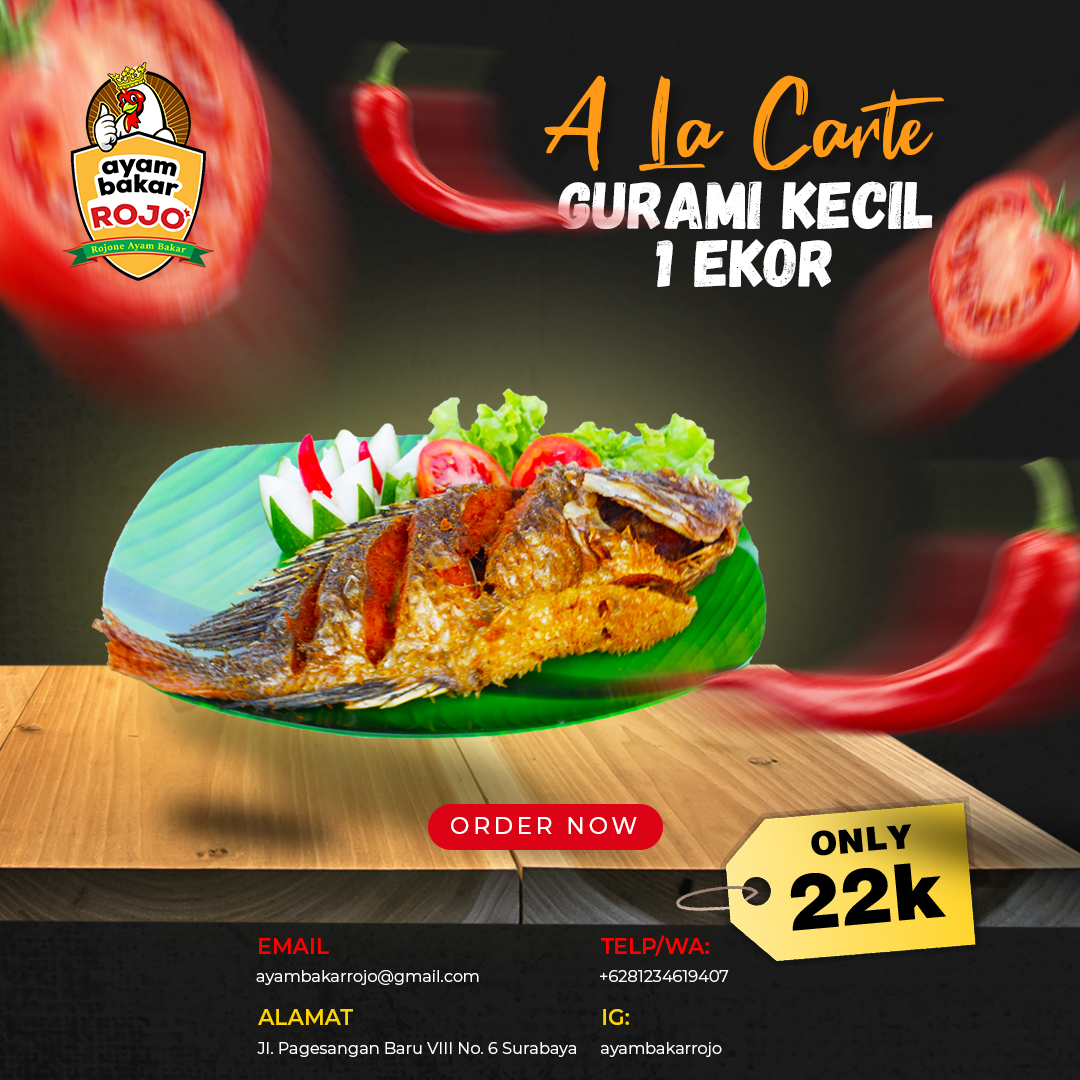 ayam
bakar
ROJO
Rojone Ayam Bakar
A La Carte
GURAMI KECIL
1 EKOR
ORDER NOW
ONLY
22k
EMAIL
ayambakarrojo@gmail.com
TELP/WA:
+6281234619407
ALAMAT
Jl. Pagesangan Baru VIII No. 6 Surabaya
IG:
ayambakarrojo